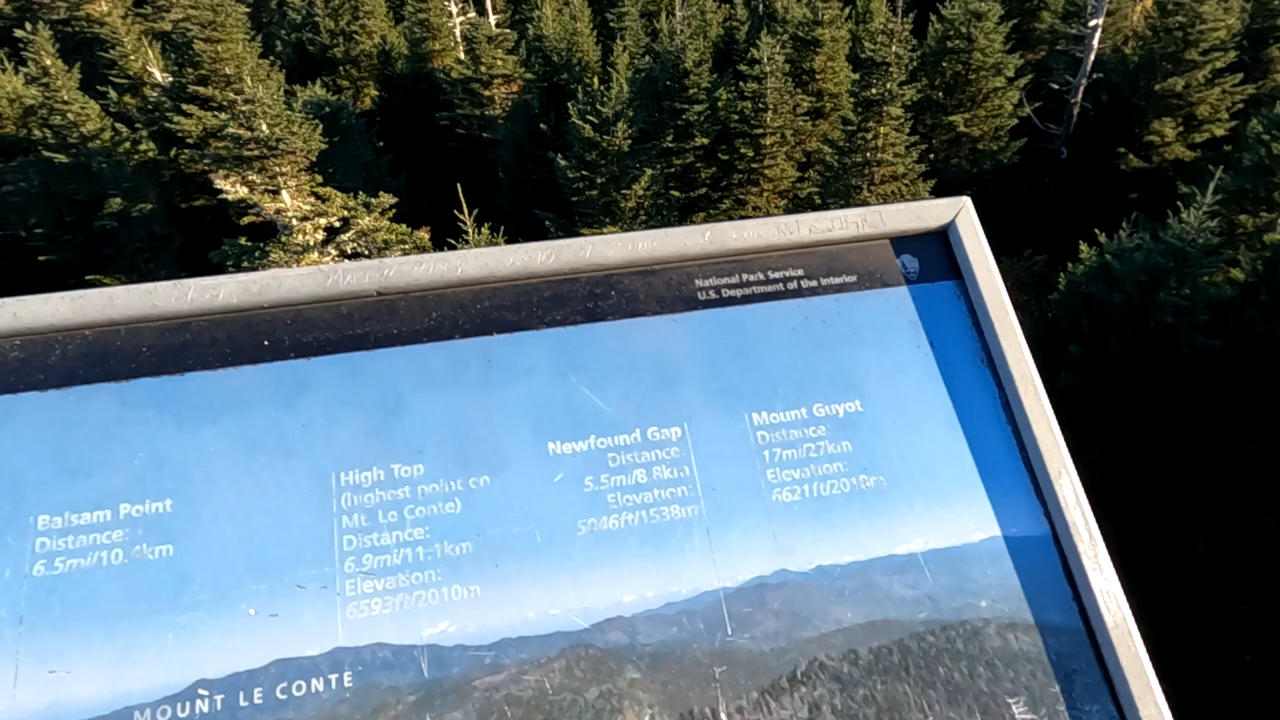 National Park Service
U.S. Department of the Interior
Mount Guyot
Distance:
17mi/27km
Elevation:
6621ft/2018m
Newfound Gap
Distance:
5.5mi/8.8km
Elevation:
5046ft/1538m
High Top
(highest point on
Mt. Le Conte)
Distance:
6.9mi/11.1km
Elevation:
6593ft/2010m
Balsam Point
Distance:
6.5mi/10.4km
MOUNT LE CONTE